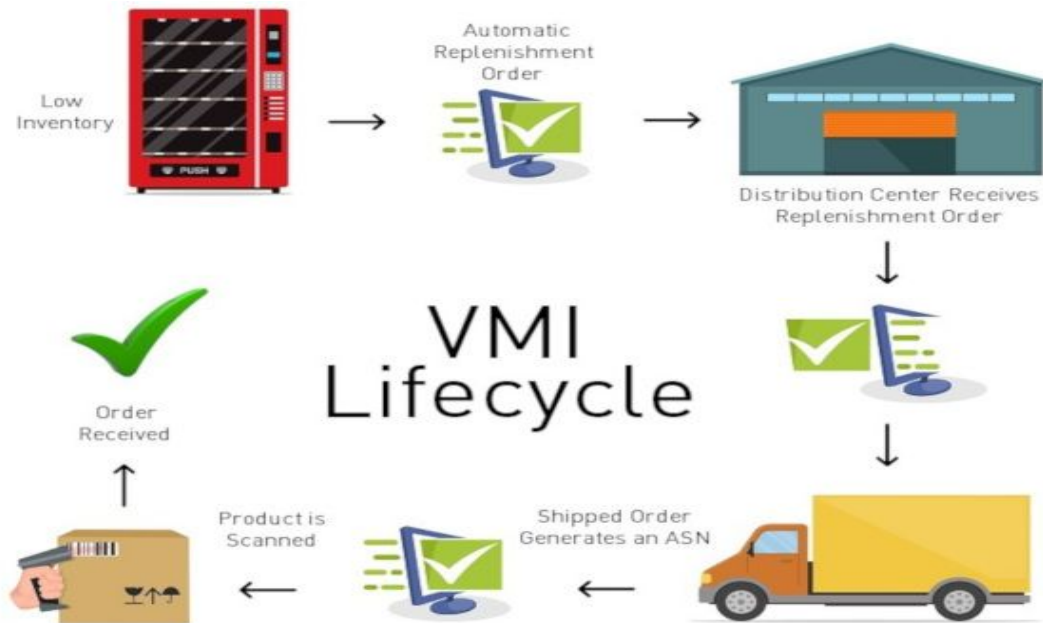 Low
Inventory
PUSH
Automatic
Replenishment
Order
Distribution Center Receives
Replenishment Order
VMI
Lifecycle
Order
Received
Product is
Scanned
Shipped Order
Generates an ASN